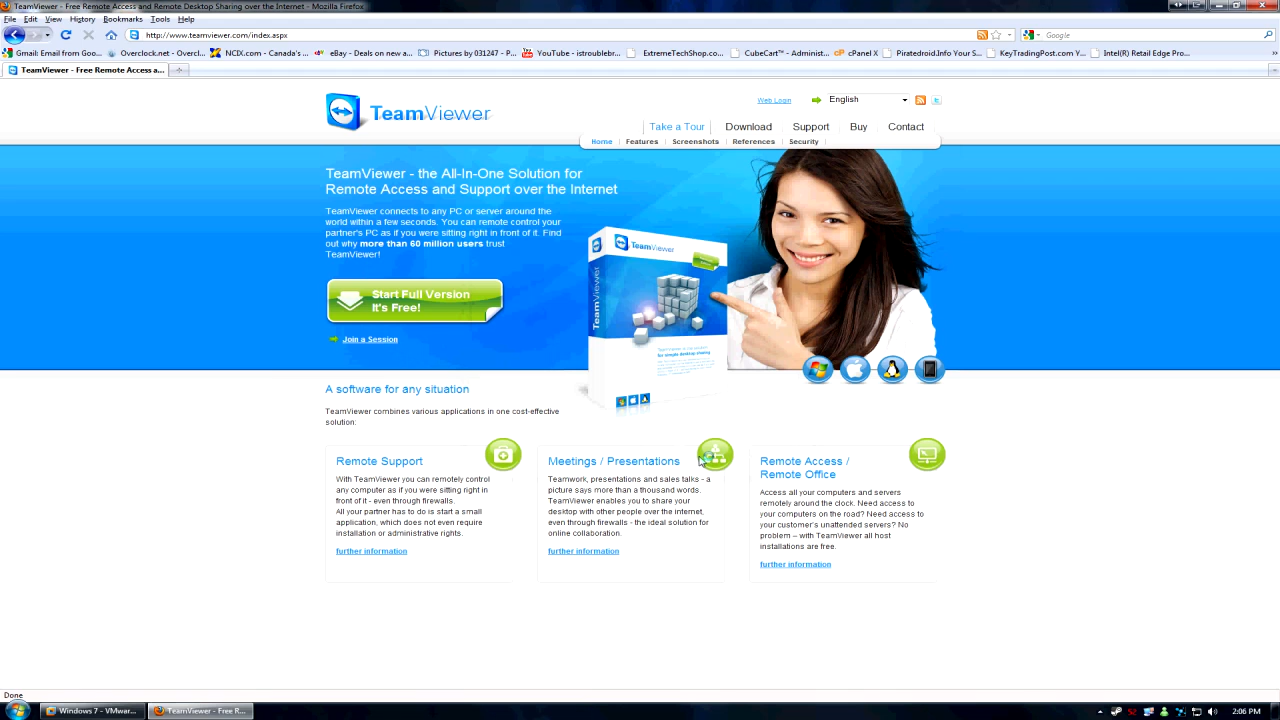 TeamViewer - Free Remote Access and Remote Desktop Sharing over the Internet - Mozilla Firefox
File Edit View History Bookmarks Tools Help
http://www.teamviewer.com/index.aspx
Google
Gmail: Email from Goo...
Overclock.net - Overcl...
NCDX.com - Canada's ...
eBay - Deals on new a...
Pictures by 031247 - P...
YouTube - istroublebr...
ExtremeTechShop.co...
CubeCart™ - Administ...
cPanel X
Piratedroid.Info Your S...
KeyTradingPost.com Y...
Intel(R) Retail Edge Pro...
TeamViewer - Free Remote Access a...
TeamViewer
Web Login
English
Take a Tour Download Support Buy Contact
Home Features Screenshots References Security
TeamViewer - the All-In-One Solution for
Remote Access and Support over the Internet
TeamViewer connects to any PC or server around the
world within a few seconds. You can remote control your
partner's PC as if you were sitting right in front of it. Find
out why more than 60 million users trust
TeamViewer!
Start Full Version
It's Free!
Join a Session
TeamViewer
TeamViewer
A software for any situation
TeamViewer combines various applications in one cost-effective
solution:
Remote Support
With TeamViewer you can remotely control
any computer as if you were sitting right in
front of it - even through firewalls.
All your partner has to do is start a small
application, which does not even require
installation or administrative rights.
further information
Meetings / Presentations
Teamwork, presentations and sales talks - a
picture says more than a thousand words.
TeamViewer enables you to share your
desktop with other people over the internet,
even through firewalls - the ideal solution for
online collaboration.
further information
Remote Access /
Remote Office
Access all your computers and servers
remotely around the clock. Need access to
your computers on the road? Need access to
your customer's unattended servers? No
problem – with TeamViewer all host
installations are free.
further information
Done
Windows 7 - VMwar...
TeamViewer - Free R...
2:06 PM